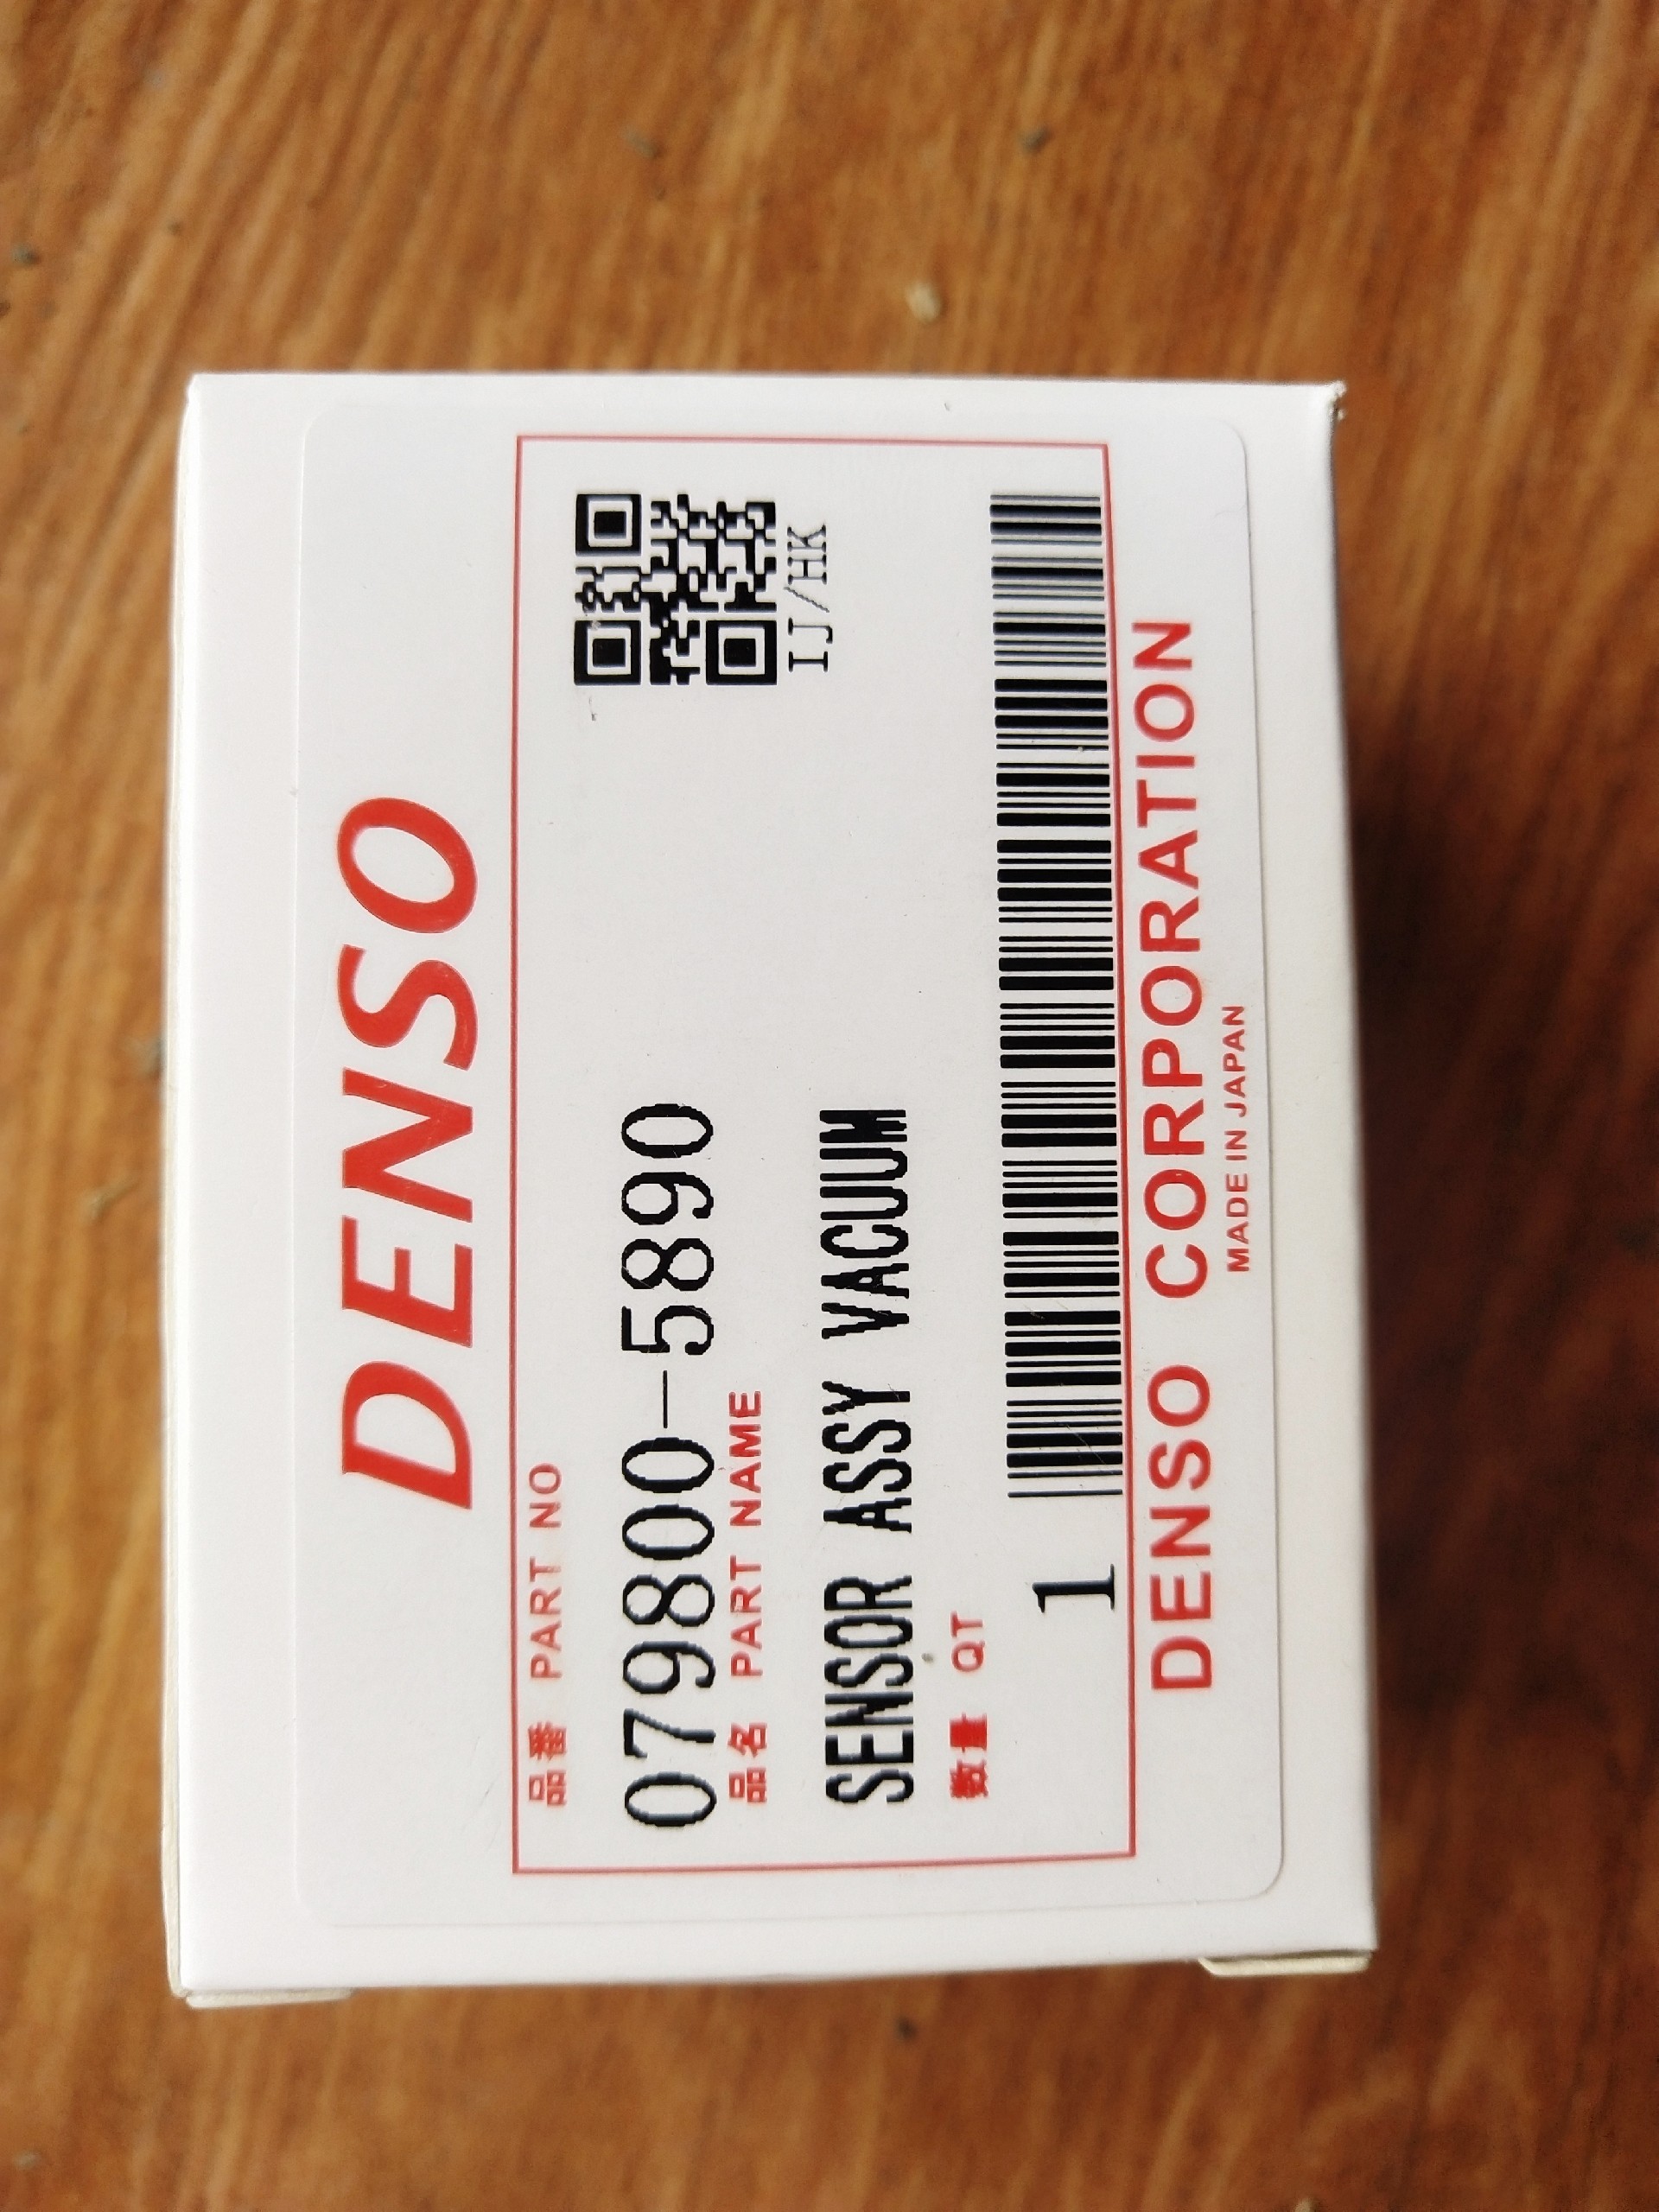 DENSO
品番 PART NO
079800-5890
品名 PART NAME
SENSOR ASSY VACUUM
IJ/HK
数量 QT
1
DENSO CORPORATION
MADE IN JAPAN